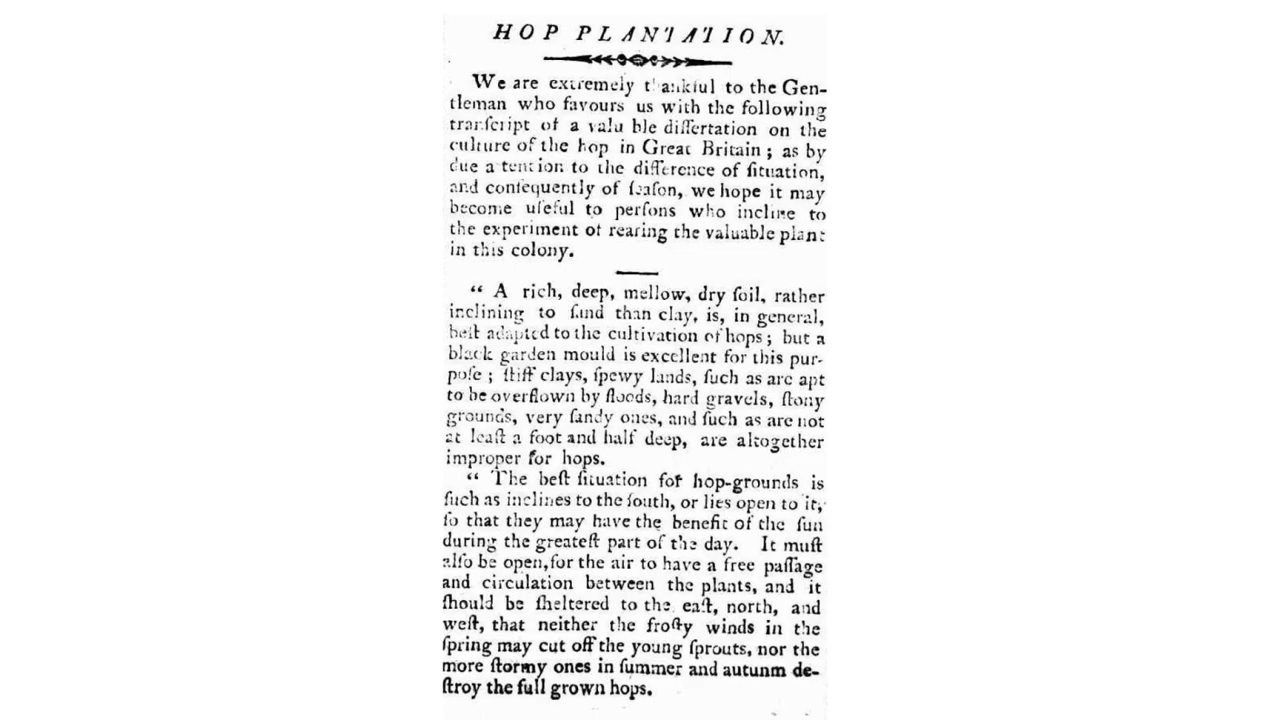 HOP PLANTATION.
We are extremely thankful to the Gen-
tleman who favours us with the following
tranſcript of a valu ble diſſertation on the
culture of the hop in Great Britain ; as by
due attention to the difference of ſituation,
and conſequently of ſeaſon, we hope it may
become uſeful to perſons who incline to
the experiment of rearing the valuable plant
in this colony.
“ A rich, deep, mellow, dry ſoil, rather
inclining to ſand than clay, is, in general,
beſt adapted to the cultivation of hops ; but a
black garden mould is excellent for this pur-
poſe ; ſtiff clays, ſpewy lands, ſuch as are apt
to be overflown by floods, hard gravels, ſtony
grounds, very ſandy ones, and ſuch as are not
at leaſt a foot and half deep, are altogether
improper for hops.
“ The beſt ſituation for hop-grounds is
ſuch as inclines to the ſouth, or lies open to it,
ſo that they may have the benefit of the ſun
during the greateſt part of the day. It muſt
alſo be open, for the air to have a free paſſage
and circulation between the plants, and it
ſhould be ſheltered to the eaſt, north, and
weſt, that neither the froſty winds in the
ſpring may cut off the young ſprouts, nor the
more ſtormy ones in ſummer and autunm de-
ſtroy the full grown hops.